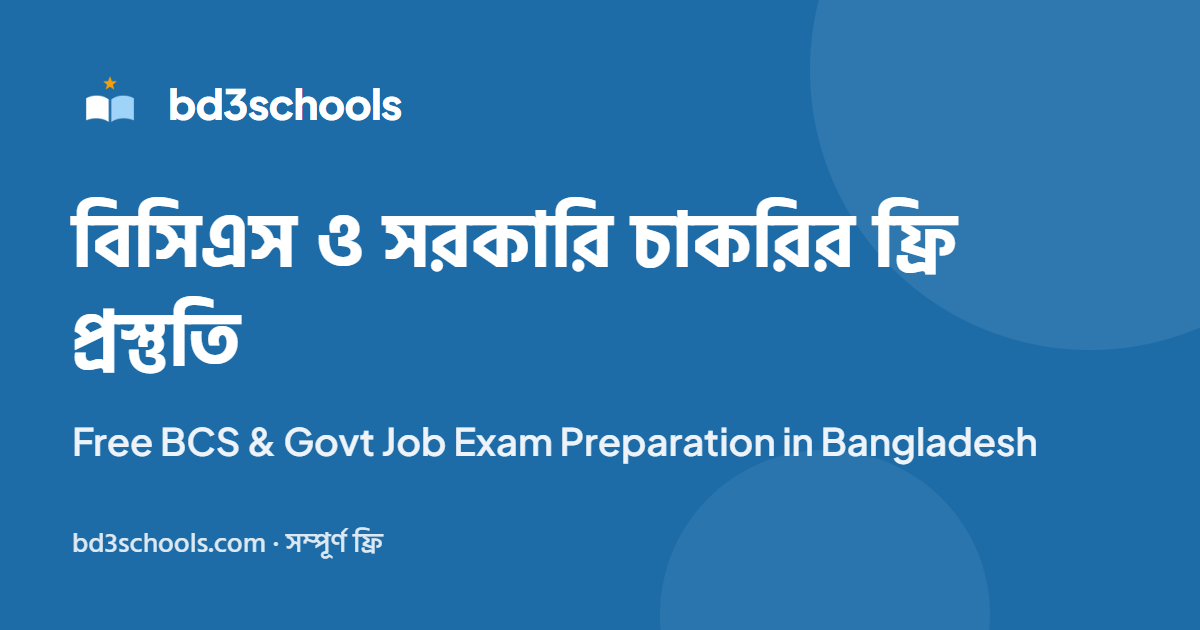 bd3schools
বিসিএস ও সরকারি চাকরির ফ্রি
প্রস্তুতি
Free BCS & Govt Job Exam Preparation in Bangladesh
bd3schools.com · সম্পূর্ণ ফ্রি